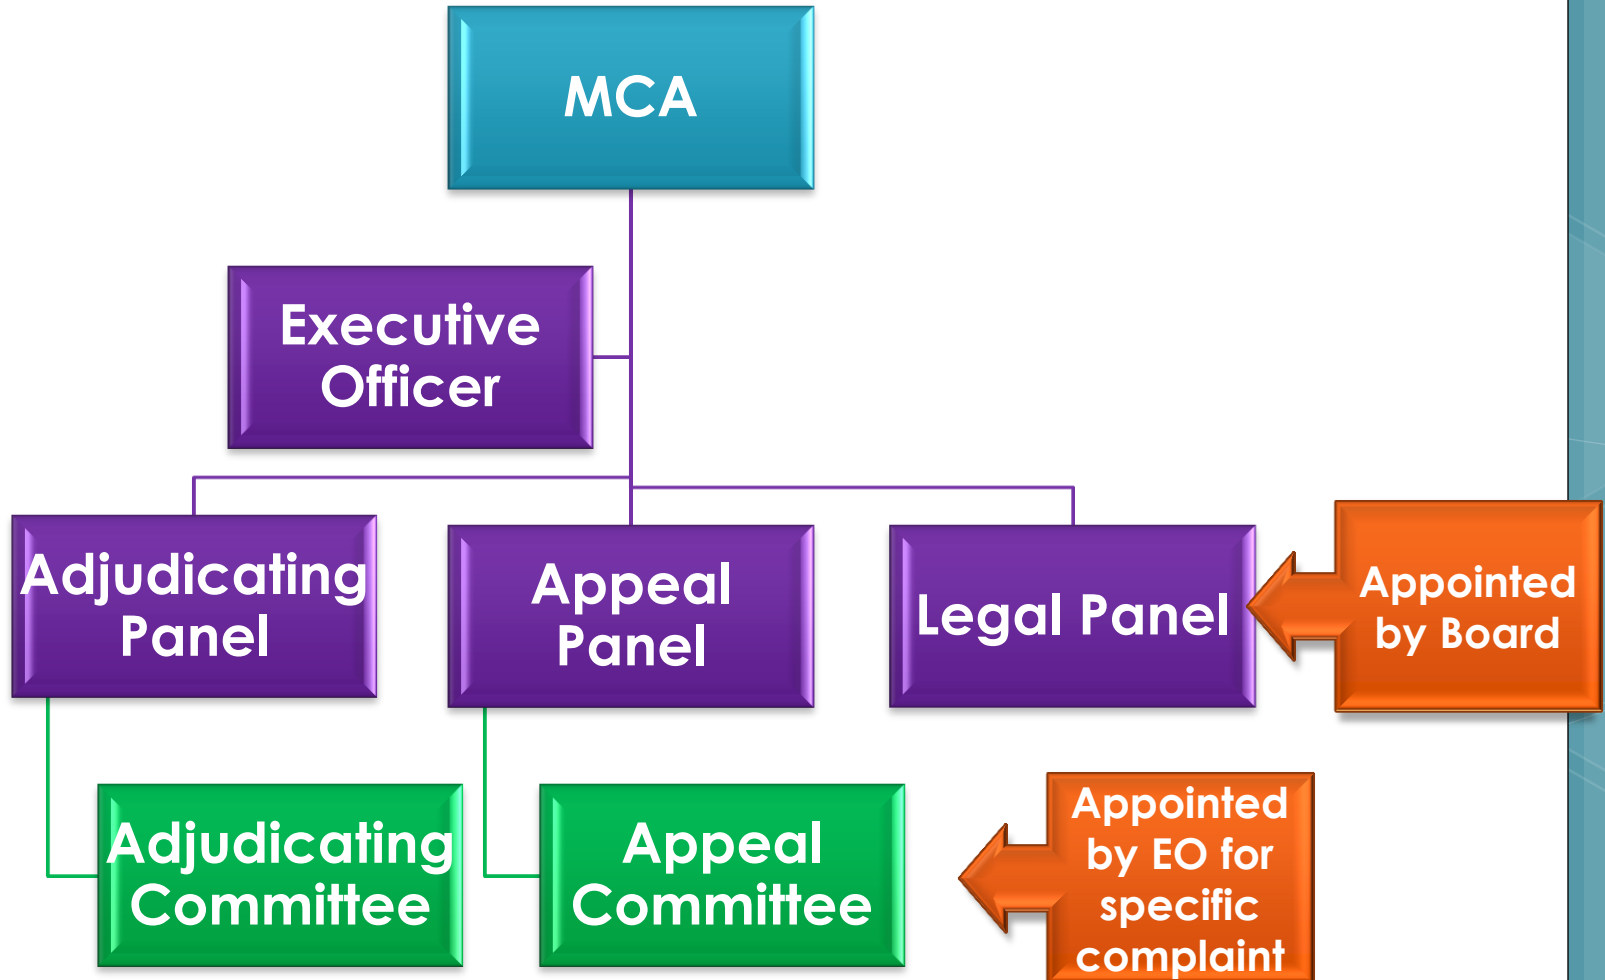 MCA
Executive
Officer
Adjudicating
Panel
Appeal
Panel
Legal Panel
Appointed
by Board
Adjudicating
Committee
Appeal
Committee
Appointed
by EO for
specific
complaint